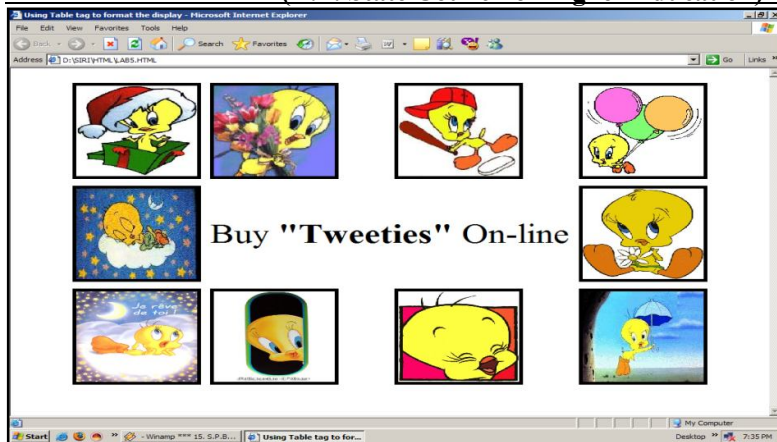 Using Table tag to format the display - Microsoft Internet Explorer
File Edit View Favorites Tools Help
Back Search Favorites
Address D:\SIRI\HTML\LAB5.HTML Go Links »
Buy "Tweeties" On-line
Je rêve
de toi !
My Computer
Start » - Winamp *** 15. S.P.B... Using Table tag to for... Desktop » 7:35 PM